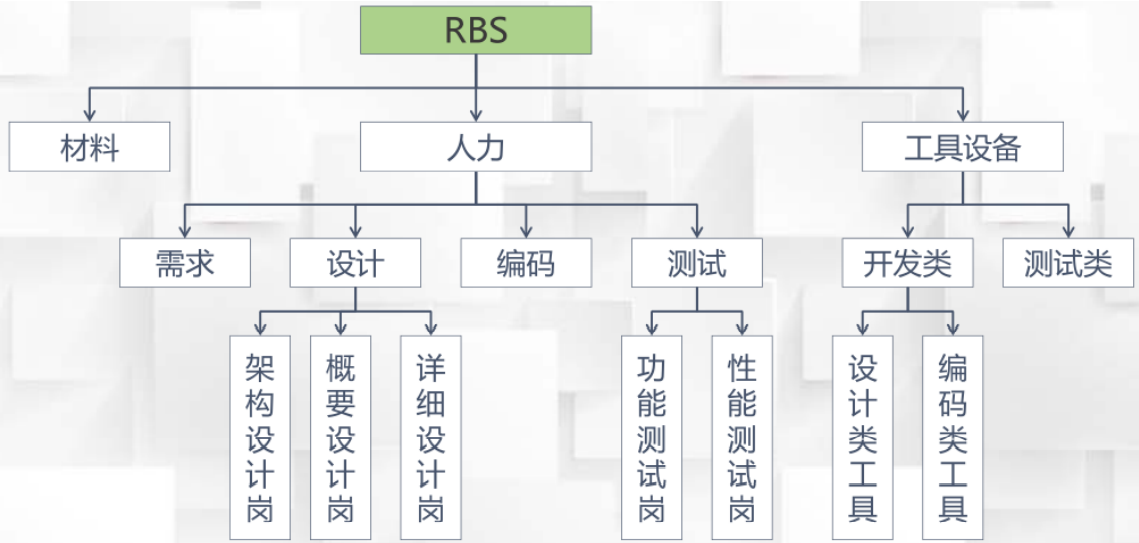 RBS
材料
人力
工具设备
需求
设计
编码
测试
开发类
测试类
架构设计岗
概要设计岗
详细设计岗
功能测试岗
性能测试岗
设计类工具
编码类工具